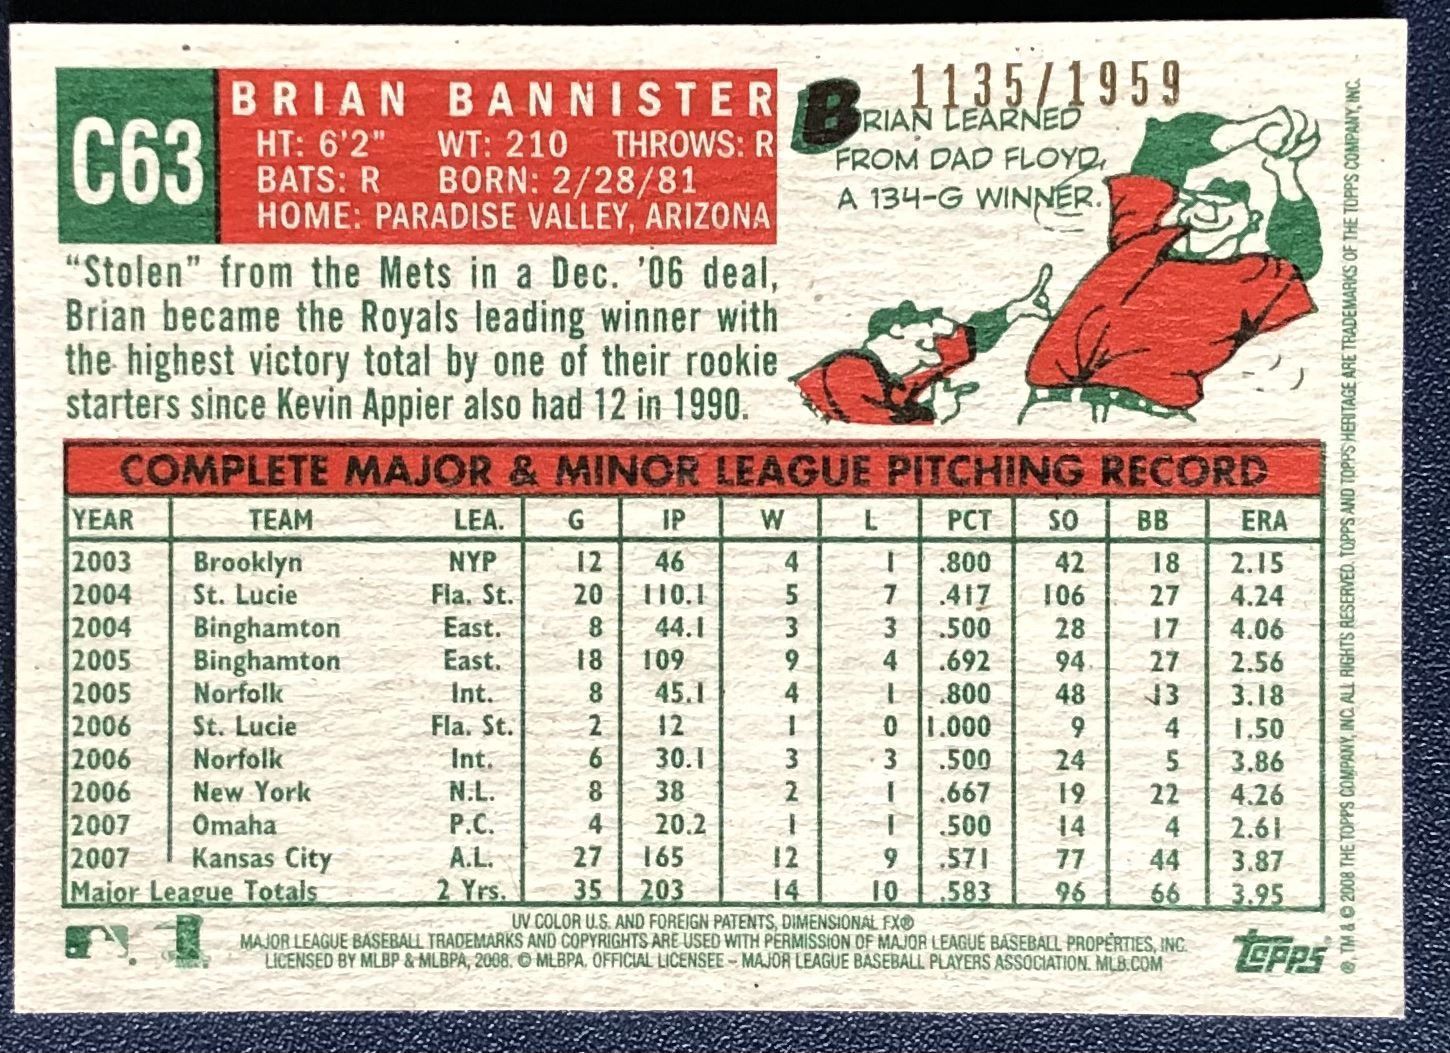 C63
BRIAN BANNISTER
HT: 6'2" WT: 210 THROWS: R
BATS: R BORN: 2/28/81
HOME: PARADISE VALLEY, ARIZONA
1135/1959
BRIAN LEARNED
FROM DAD FLOYD,
A 134-G WINNER.
"Stolen" from the Mets in a Dec. '06 deal,
Brian became the Royals leading winner with
the highest victory total by one of their rookie
starters since Kevin Appier also had 12 in 1990.
COMPLETE MAJOR & MINOR LEAGUE PITCHING RECORD
YEAR TEAM LEA. G IP W L PCT SO BB ERA
2003 Brooklyn NYP 12 46 4 1 .800 42 18 2.15
2004 St. Lucie Fla. St. 20 110.1 5 7 .417 106 27 4.24
2004 Binghamton East. 8 44.1 3 3 .500 28 17 4.06
2005 Binghamton East. 18 109 9 4 .692 94 27 2.56
2005 Norfolk Int. 8 45.1 4 1 .800 48 13 3.18
2006 St. Lucie Fla. St. 2 12 1 0 1.000 9 4 1.50
2006 Norfolk Int. 6 30.1 3 3 .500 24 5 3.86
2006 New York N.L. 8 38 2 1 .667 19 22 4.26
2007 Omaha P.C. 4 20.2 1 1 .500 14 4 2.61
2007 Kansas City A.L. 27 165 12 9 .571 77 44 3.87
Major League Totals 2 Yrs. 35 203 14 10 .583 96 66 3.95
UV COLOR U.S. AND FOREIGN PATENTS, DIMENSIONAL FX®
MAJOR LEAGUE BASEBALL TRADEMARKS AND COPYRIGHTS ARE USED WITH PERMISSION OF MAJOR LEAGUE BASEBALL PROPERTIES, INC.
LICENSED BY MLBP & MLBPA, 2008. © MLBPA. OFFICIAL LICENSEE – MAJOR LEAGUE BASEBALL PLAYERS ASSOCIATION. MLB.COM
topps
®, TM & © 2008 THE TOPPS COMPANY, INC. ALL RIGHTS RESERVED. TOPPS AND TOPPS HERITAGE ARE TRADEMARKS OF THE TOPPS COMPANY, INC.